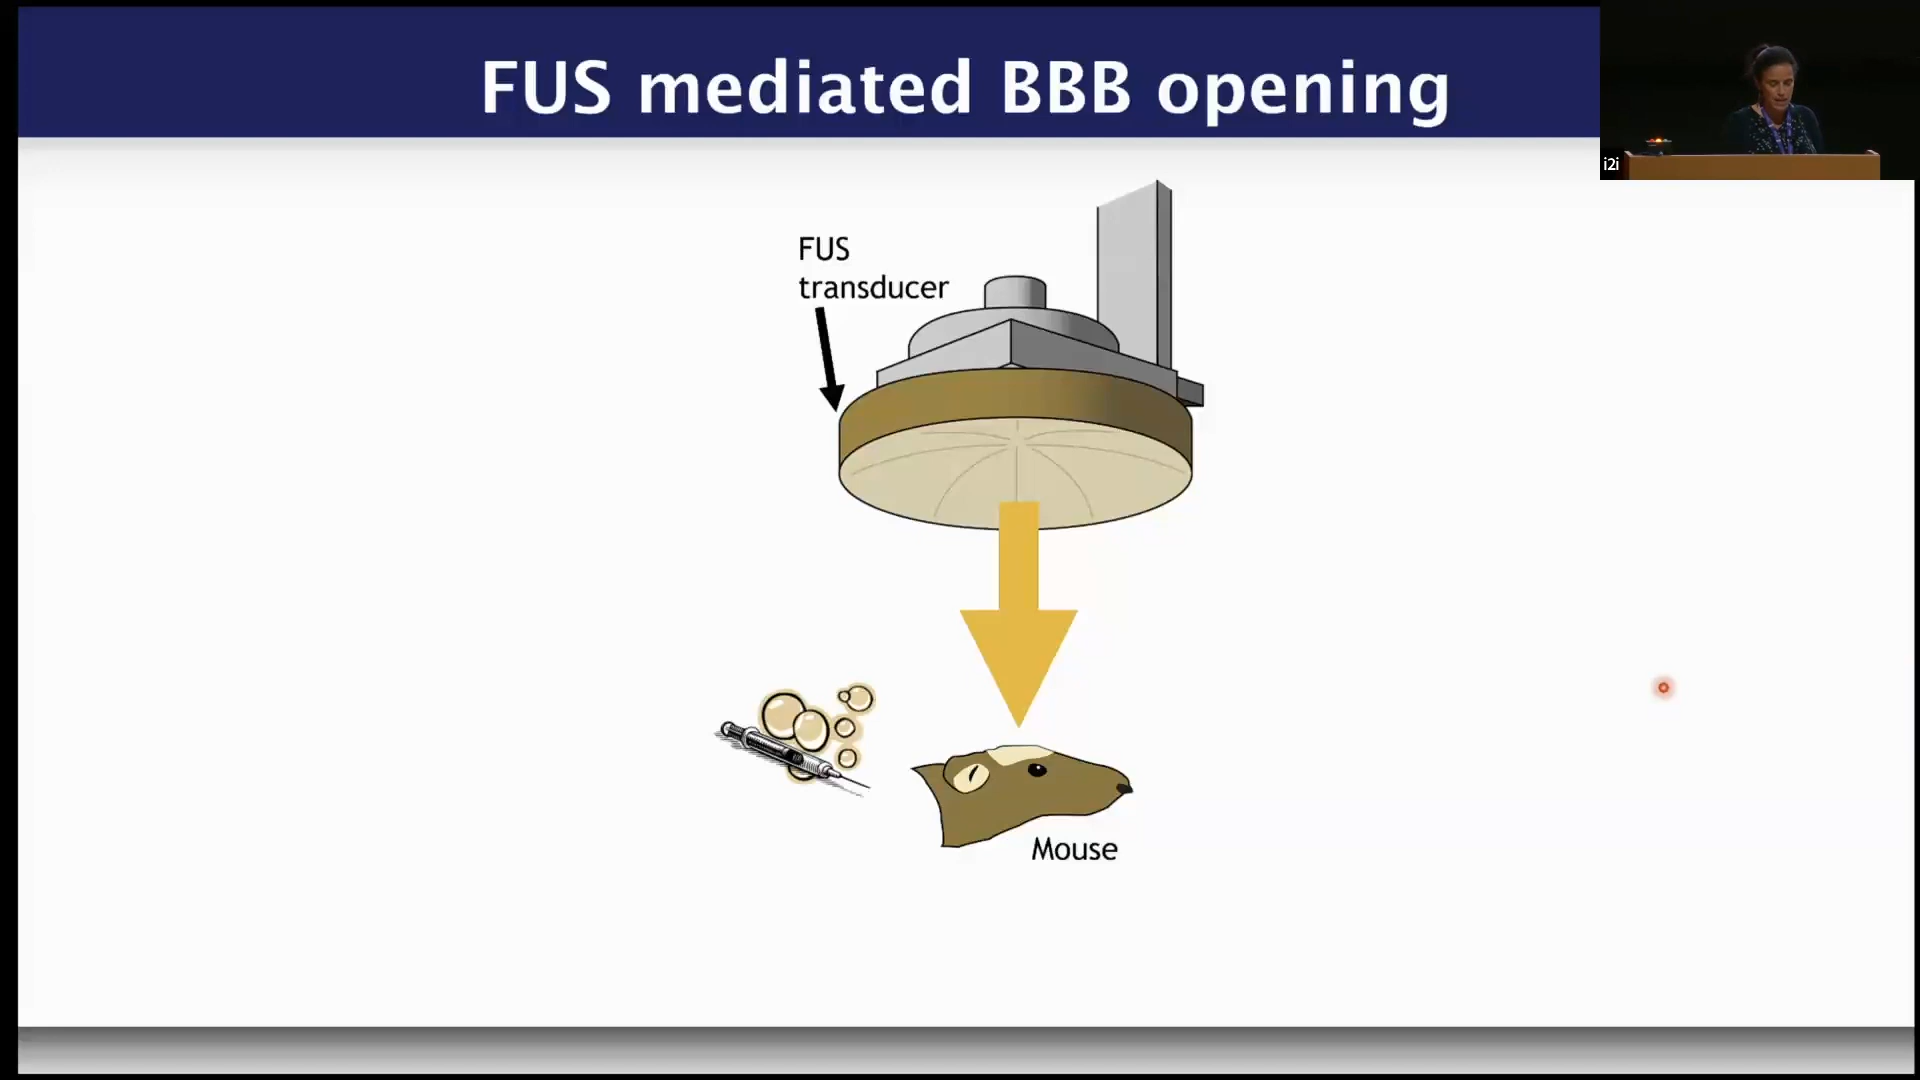 FUS mediated BBB opening
i2i
FUS
transducer
Mouse